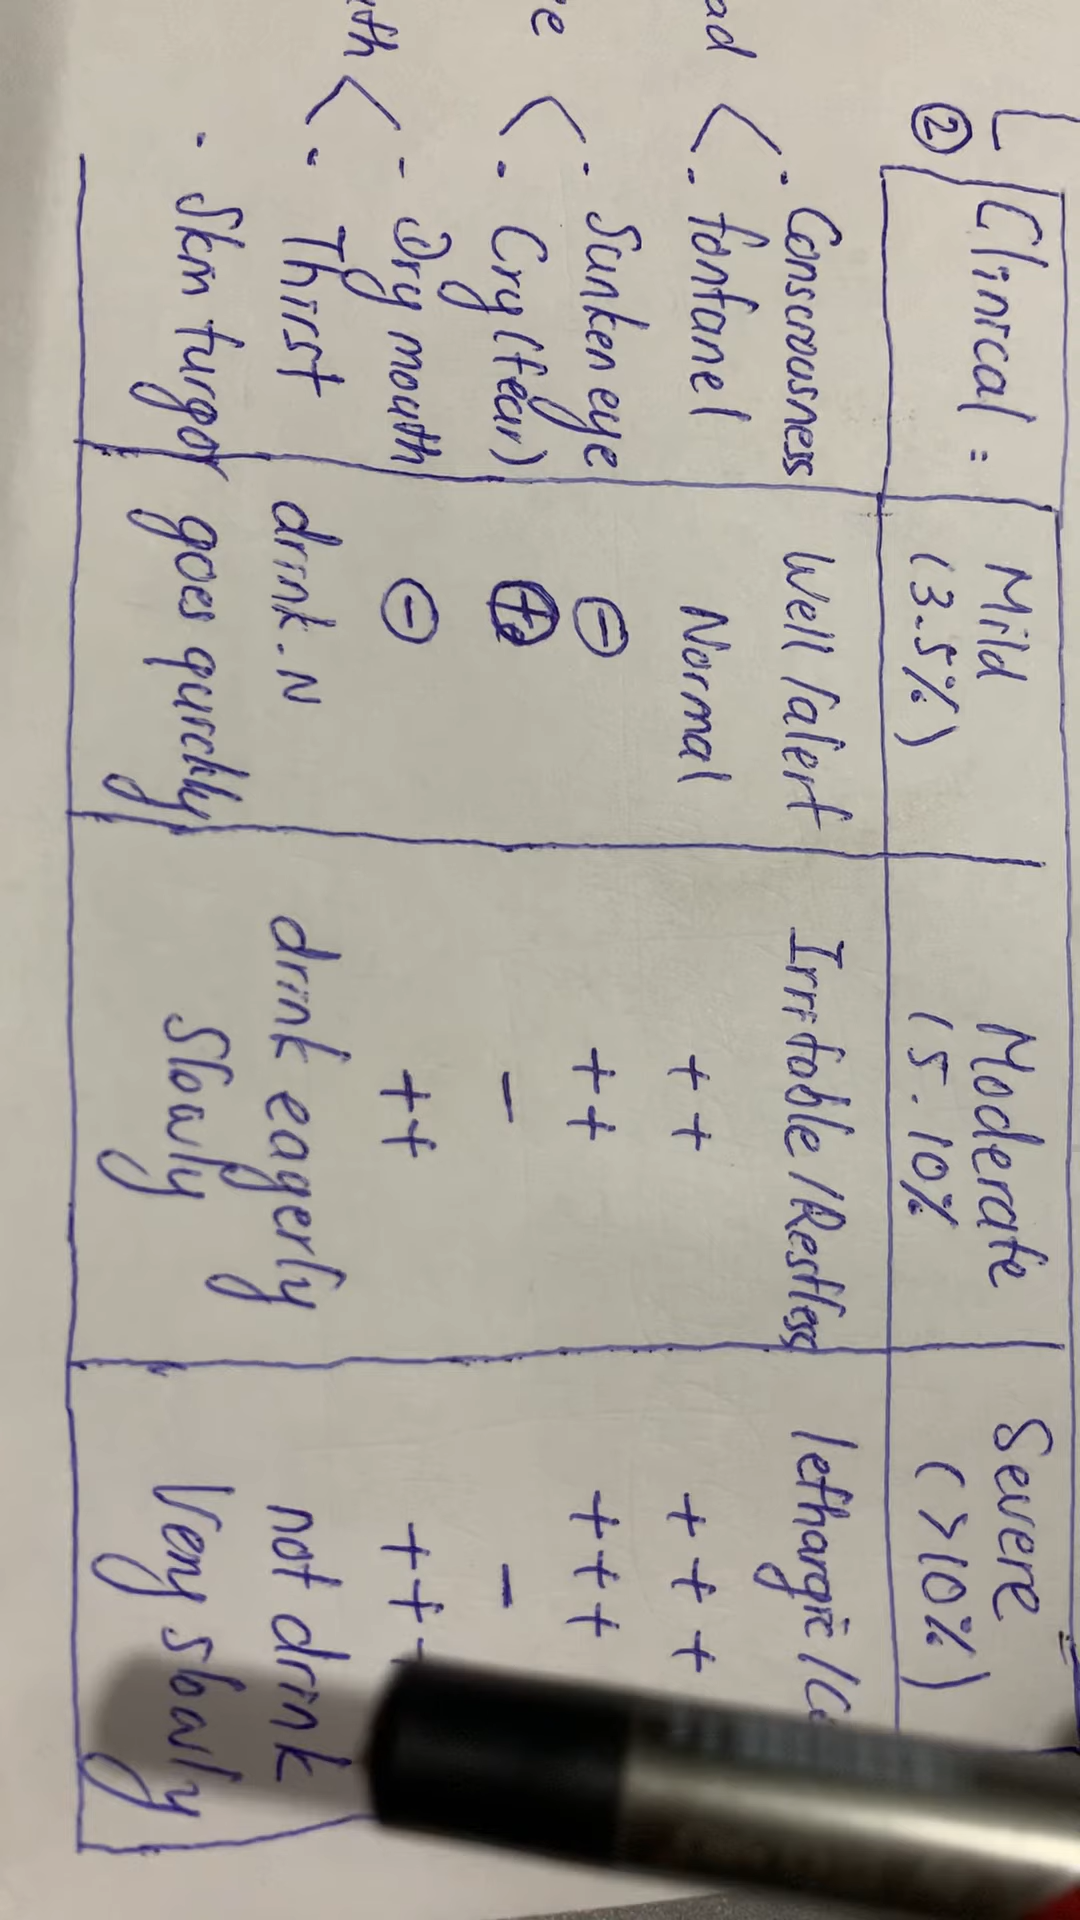 ② Clinical : Mild Moderate Severe
(3.5%) (5.10% (>10%)
< . Consciousness Well / alert Irritable / Restless lethargic /
. fontanel Normal ++ +++
< . Sunken eye ⊖ ++ +++
. Cry (tear) ⊕ - -
< - Dry mouth ⊖ ++ +++
. Thirst drink - N drink eagerly not drink
. Skin turgor goes quickly Slowly Very slowly